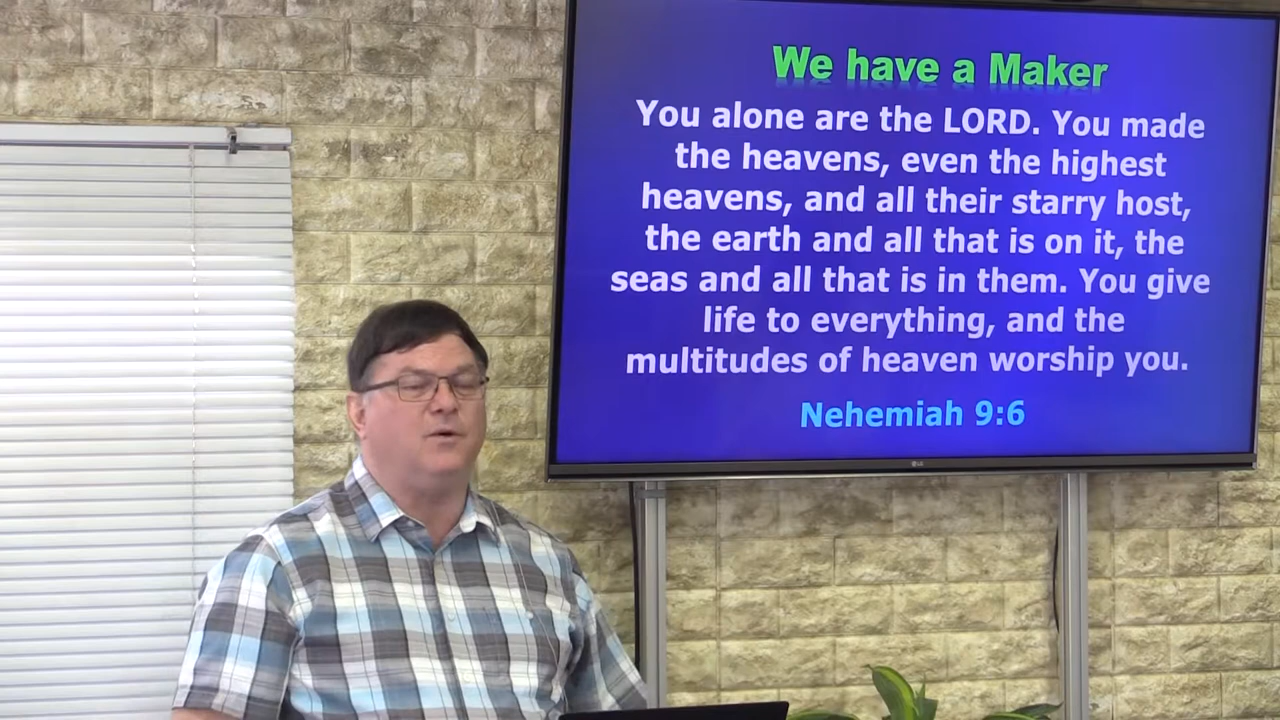 We have a Maker
You alone are the LORD. You made
the heavens, even the highest
heavens, and all their starry host,
the earth and all that is on it, the
seas and all that is in them. You give
life to everything, and the
multitudes of heaven worship you.
Nehemiah 9:6
LG